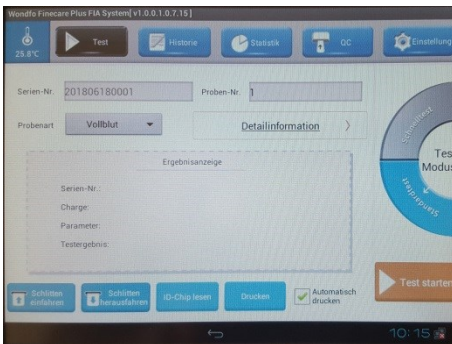 Wondfo Finecare Plus FIA System[ v1.0.0.1.0.7.15 ]
25.8°C
Test
Historie
Statistik
QC
Einstellung
Serien-Nr.
201806180001
Proben-Nr.
1
Probenart
Vollblut
Detailinformation
Schnelltest
Tes
Modus
Standardtest
Ergebnisanzeige
Serien-Nr.:
Charge:
Parameter:
Testergebnis:
Test starten
Schlitten
einfahren
Schlitten
herausfahren
ID-Chip lesen
Drucken
Automatisch
drucken
10:15